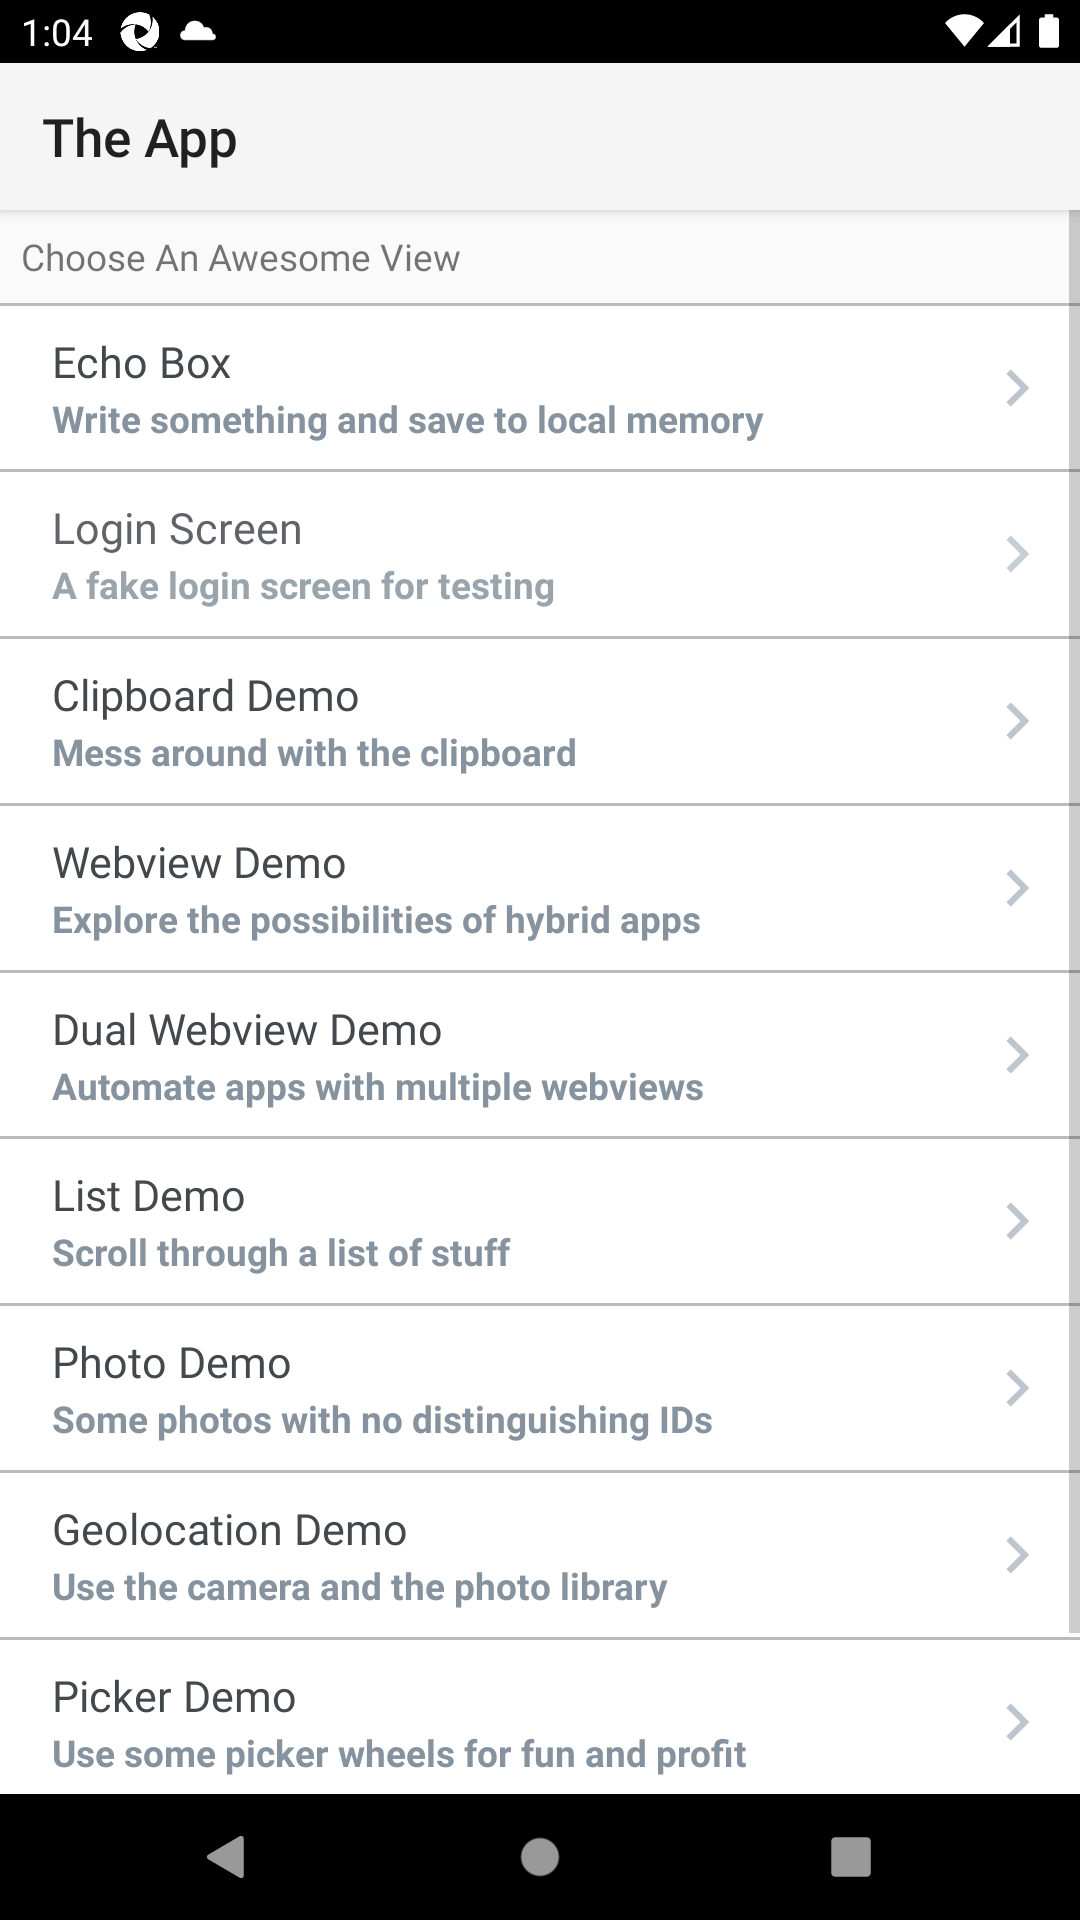 1:04
The App
Choose An Awesome View
Echo Box
Write something and save to local memory
Login Screen
A fake login screen for testing
Clipboard Demo
Mess around with the clipboard
Webview Demo
Explore the possibilities of hybrid apps
Dual Webview Demo
Automate apps with multiple webviews
List Demo
Scroll through a list of stuff
Photo Demo
Some photos with no distinguishing IDs
Geolocation Demo
Use the camera and the photo library
Picker Demo
Use some picker wheels for fun and profit